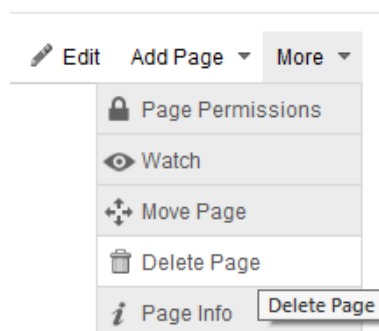 Edit Add Page More
Page Permissions
Watch
Move Page
Delete Page
Page Info
Delete Page